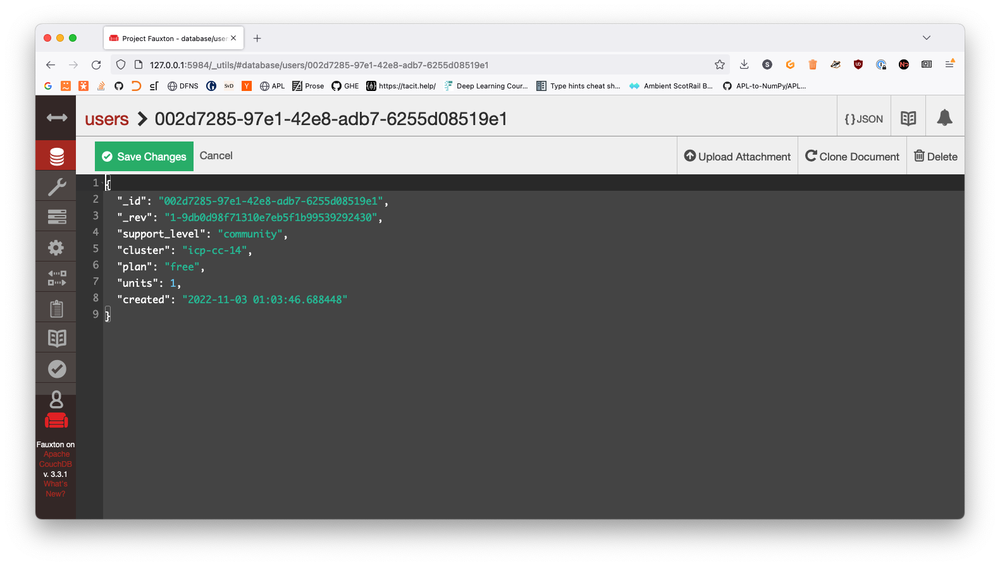 Project Fauxton - database/user
127.0.0.1:5984/_utils/#database/users/002d7285-97e1-42e8-adb7-6255d08519e1
DFNS SvD Y APL Prose GHE https://tacit.help/ Deep Learning Cour... Type hints cheat sh... Ambient ScotRail B... APL-to-NumPy/APL...
users 002d7285-97e1-42e8-adb7-6255d08519e1
{} JSON
Save Changes Cancel Upload Attachment Clone Document Delete
1 {
2 "_id": "002d7285-97e1-42e8-adb7-6255d08519e1",
3 "_rev": "1-9db0d98f71310e7eb5f1b99539292430",
4 "support_level": "community",
5 "cluster": "icp-cc-14",
6 "plan": "free",
7 "units": 1,
8 "created": "2022-11-03 01:03:46.688448"
9 }
Fauxton on
Apache
CouchDB
v. 3.3.1
What's
New?